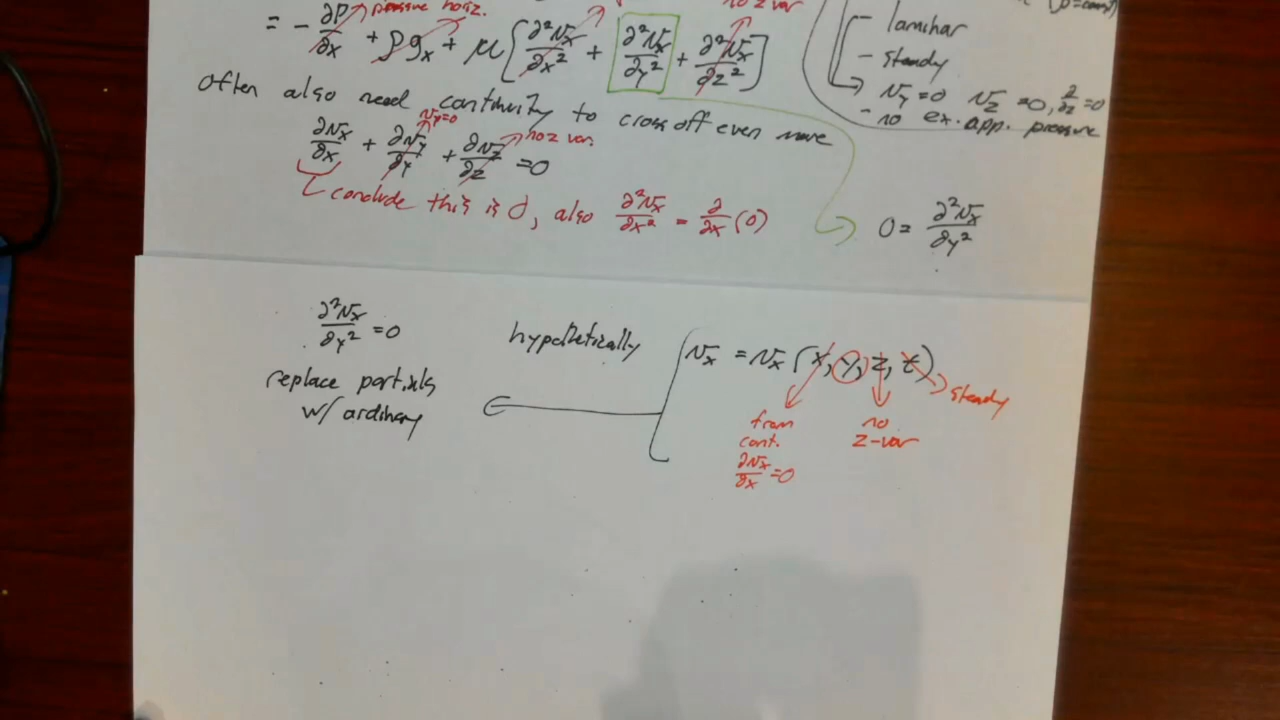 = - ∂P/∂x + ρg_x + μ[∂²v_x/∂x² + ∂²v_x/∂y² + ∂²v_x/∂z²]
pressure horiz.
no z var
laminar
- steady
v_y=0 v_z=0, ∂/∂z=0
- no ex. app. pressure
Often also need continuity to cross off even more
∂v_x/∂x + ∂v_y/∂y + ∂v_z/∂z = 0
v_y=0
no z var.
conclude this is 0, also ∂²v_x/∂x² = ∂/∂x (0)
0 = ∂²v_x/∂y²
∂²v_x/∂y² = 0
hypothetically
v_x = v_x (x, y, z, t)
replace partials
w/ ordinary
steady
from
cont.
∂v_x/∂x = 0
no
z-var